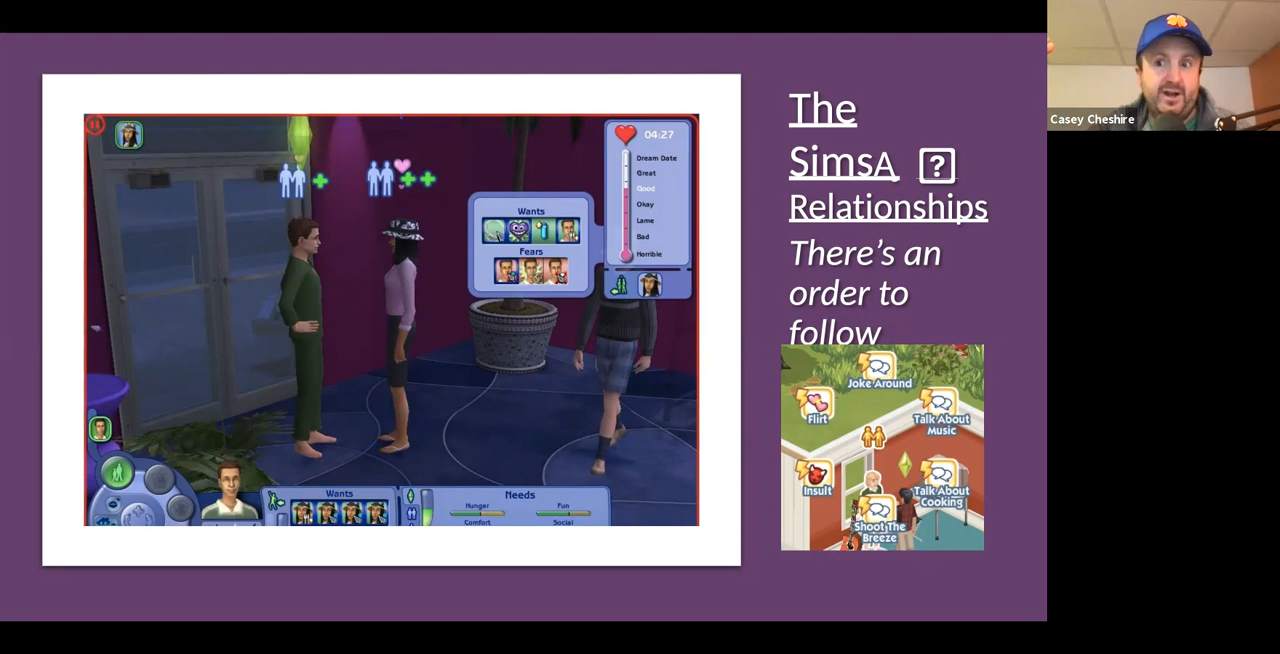 04:27
Dream Date
Great
Good
Okay
Lame
Bad
Horrible
Wants
Fears
Wants
Needs
Hunger
Fun
Comfort
Social
The
SimsA ?
Relationships
There's an
order to
follow
Joke Around
Flirt
Talk About
Music
Insult
Talk About
Cooking
Shoot The
Breeze
Casey Cheshire